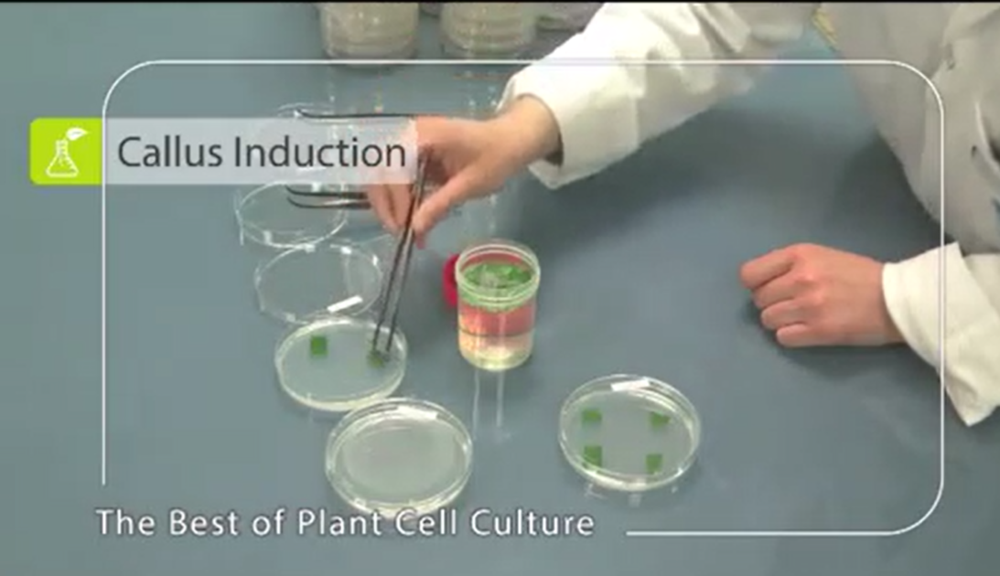 Callus Induction
The Best of Plant Cell Culture